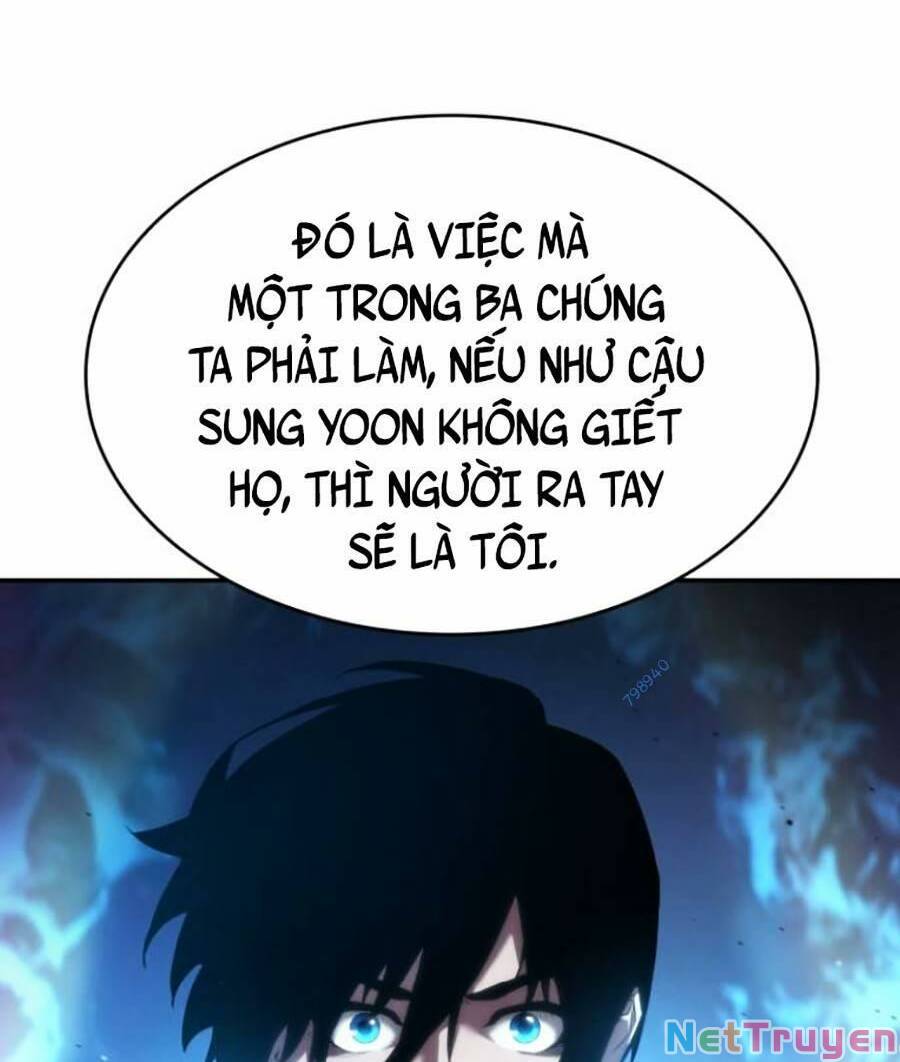 ĐÓ LÀ VIỆC MÀ
MỘT TRONG BA CHÚNG
TA PHẢI LÀM, NẾU NHƯ CẬU
SUNG YOON KHÔNG GIẾT
HỌ, THÌ NGƯỜI RA TAY
SẼ LÀ TÔI.
798940
NetTruyen